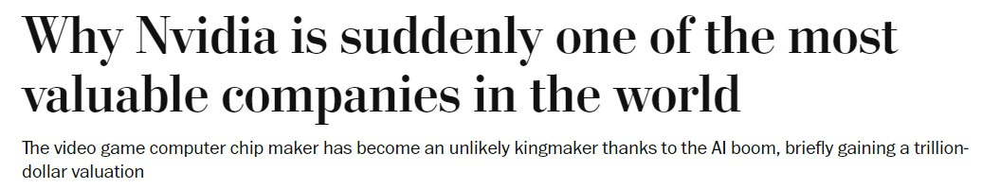 Why Nvidia is suddenly one of the most
valuable companies in the world
The video game computer chip maker has become an unlikely kingmaker thanks to the AI boom, briefly gaining a trillion-
dollar valuation